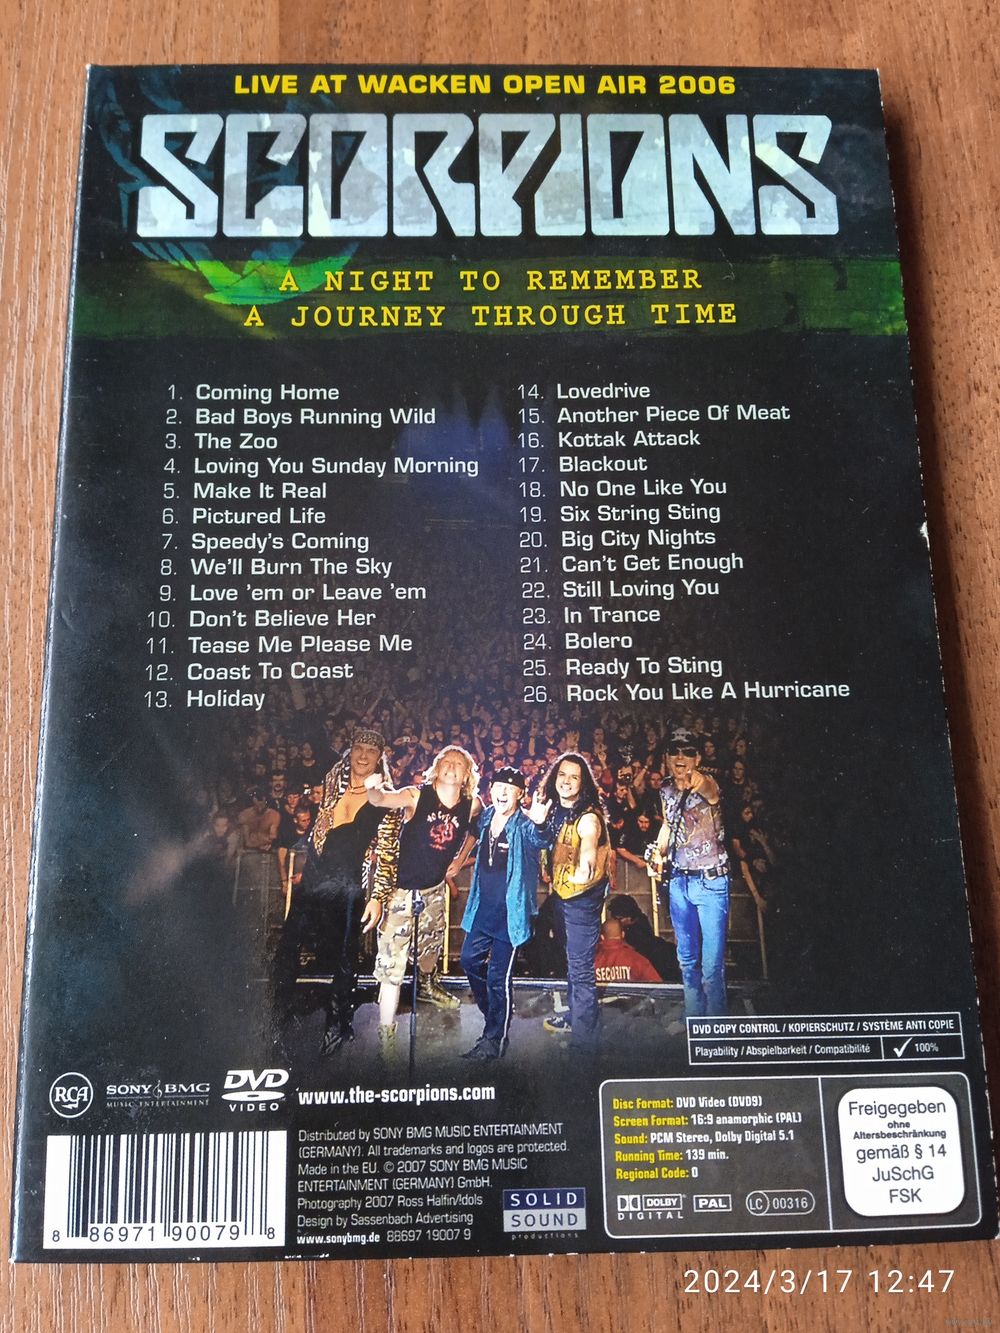 LIVE AT WACKEN OPEN AIR 2006
SCORPIONS
A NIGHT TO REMEMBER
A JOURNEY THROUGH TIME
1. Coming Home
2. Bad Boys Running Wild
3. The Zoo
4. Loving You Sunday Morning
5. Make It Real
6. Pictured Life
7. Speedy's Coming
8. We'll Burn The Sky
9. Love 'em or Leave 'em
10. Don't Believe Her
11. Tease Me Please Me
12. Coast To Coast
13. Holiday
14. Lovedrive
15. Another Piece Of Meat
16. Kottak Attack
17. Blackout
18. No One Like You
19. Six String Sting
20. Big City Nights
21. Can't Get Enough
22. Still Loving You
23. In Trance
24. Bolero
25. Ready To Sting
26. Rock You Like A Hurricane
SECURITY
DVD COPY CONTROL / KOPIERSCHUTZ / SYSTÈME ANTI COPIE
Playability / Abspielbarkeit / Compatibilité 100%
RCA
SONY BMG
MUSIC ENTERTAINMENT
DVD
VIDEO
www.the-scorpions.com
Distributed by SONY BMG MUSIC ENTERTAINMENT
(GERMANY). All trademarks and logos are protected.
Made in the EU. © 2007 SONY BMG MUSIC
ENTERTAINMENT (GERMANY) GmbH.
Photography 2007 Ross Halfin/Idols
Design by Sassenbach Advertising
www.sonybmg.de 88697 19007 9
SOLID
SOUND
productions
8 86971 90079 8
Disc Format: DVD Video (DVD9)
Screen Format: 16:9 anamorphic (PAL)
Sound: PCM Stereo, Dolby Digital 5.1
Running Time: 139 min.
Regional Code: 0
DOLBY
DIGITAL
PAL
LC 00316
Freigegeben
ohne
Altersbeschränkung
gemäß § 14
JuSchG
FSK
2024/3/17 12:47